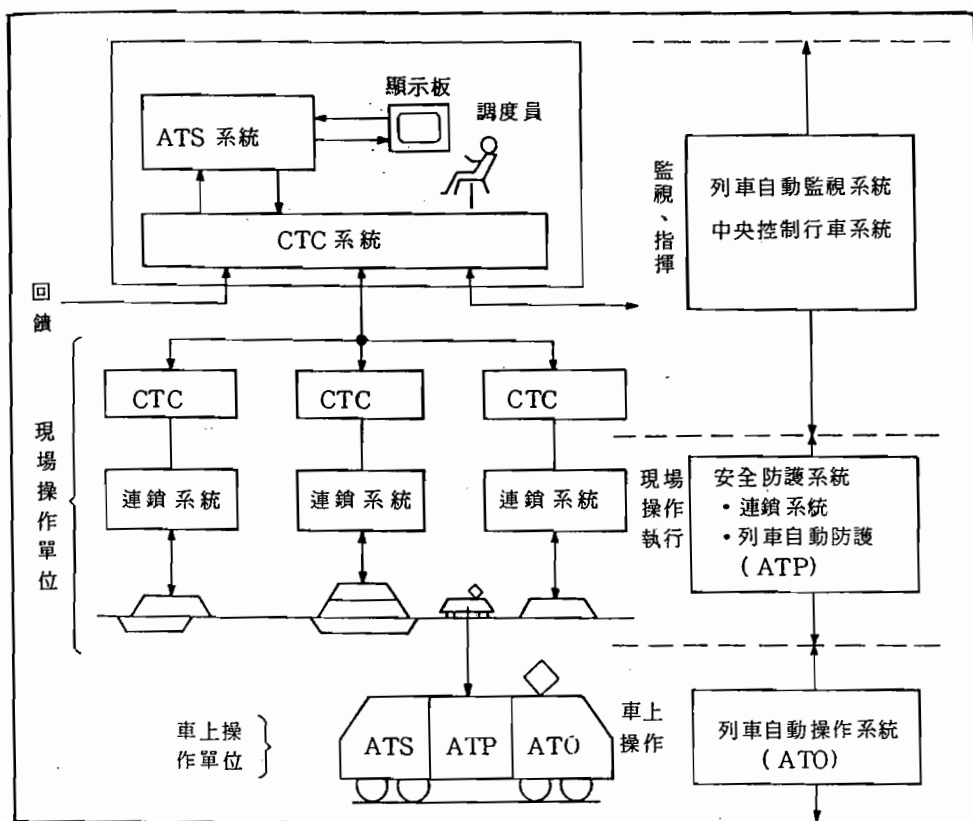 顯示板
調度員
ATS 系統
CTC 系統
回
饋
監
視
、
指
揮
列車自動監視系統
中央控制行車系統
CTC
CTC
CTC
現
場
操
作
單
位
連鎖系統
連鎖系統
連鎖系統
現場
操作
執行
安全防護系統
• 連鎖系統
• 列車自動防護
(ATP)
車上操
作單位
ATS
ATP
ATO
車上
操作
列車自動操作系統
(ATO)